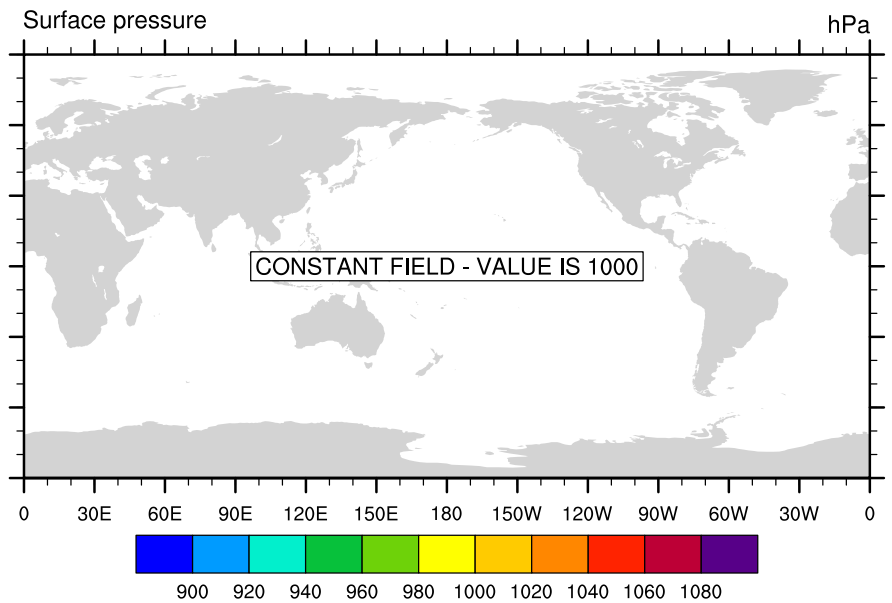 Surface pressure hPa
CONSTANT FIELD - VALUE IS 1000
0 30E 60E 90E 120E 150E 180 150W 120W 90W 60W 30W 0
900 920 940 960 980 1000 1020 1040 1060 1080